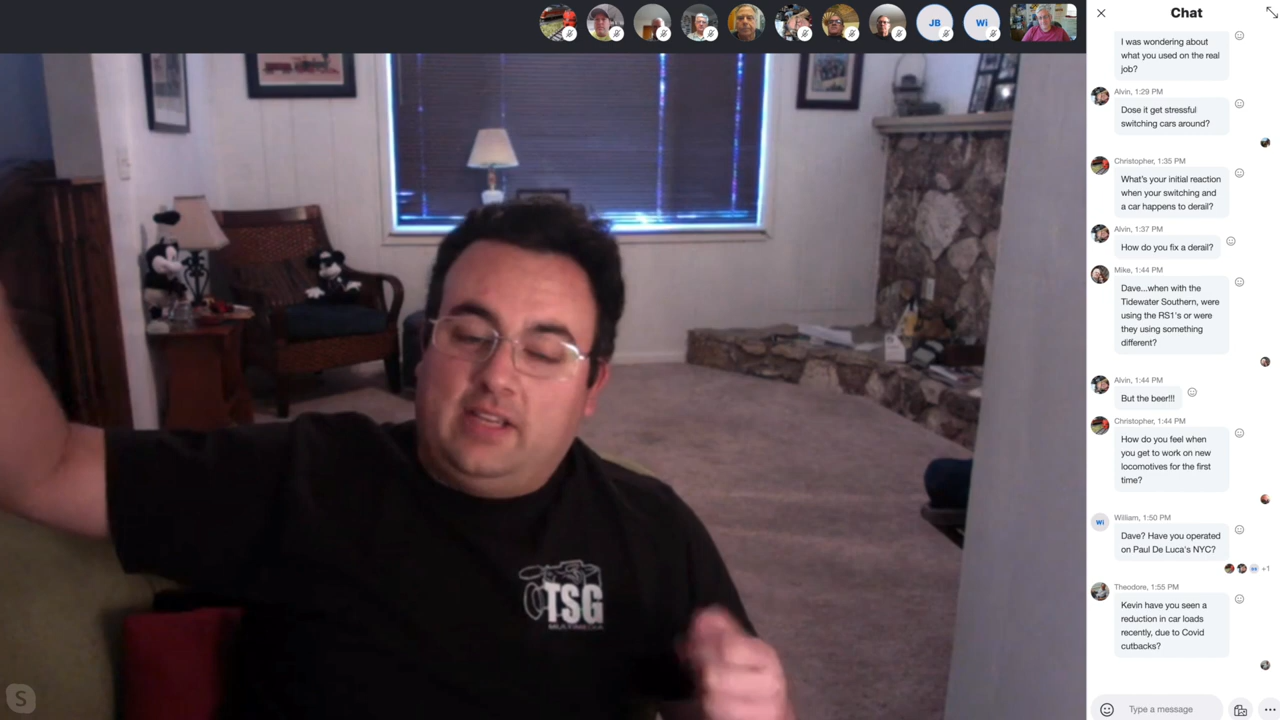 JB
Wi
Chat
I was wondering about
what you used on the real
job?
Alvin, 1:29 PM
Dose it get stressful
switching cars around?
Christopher, 1:35 PM
What's your initial reaction
when your switching and
a car happens to derail?
Alvin, 1:37 PM
How do you fix a derail?
Mike, 1:44 PM
Dave...when with the
Tidewater Southern, were
using the RS1's or were
they using something
different?
Alvin, 1:44 PM
But the beer!!!
Christopher, 1:44 PM
How do you feel when
you get to work on new
locomotives for the first
time?
William, 1:50 PM
Wi
Dave? Have you operated
on Paul De Luca's NYC?
+1
Theodore, 1:55 PM
Kevin have you seen a
reduction in car loads
recently, due to Covid
cutbacks?
Type a message
TSG
MULTIMEDIA
S